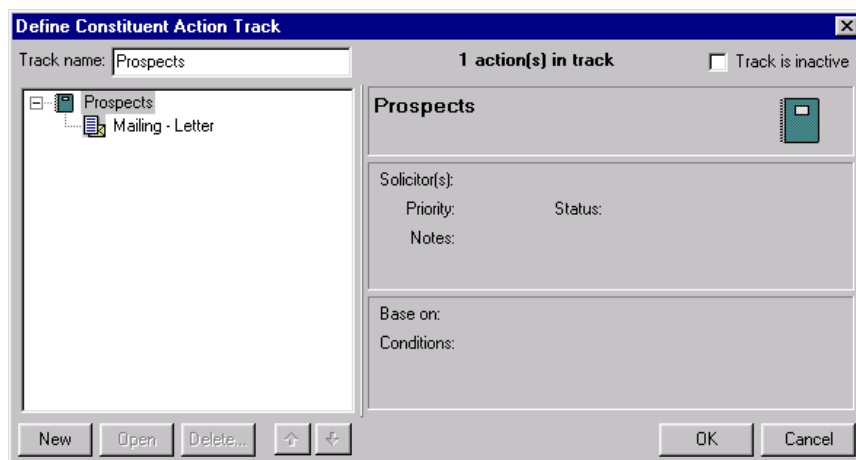 Define Constituent Action Track
Track name: Prospects
1 action(s) in track
Track is inactive
Prospects
Mailing - Letter
Prospects
Solicitor(s):
Priority: Status:
Notes:
Base on:
Conditions:
New Open Delete... OK Cancel